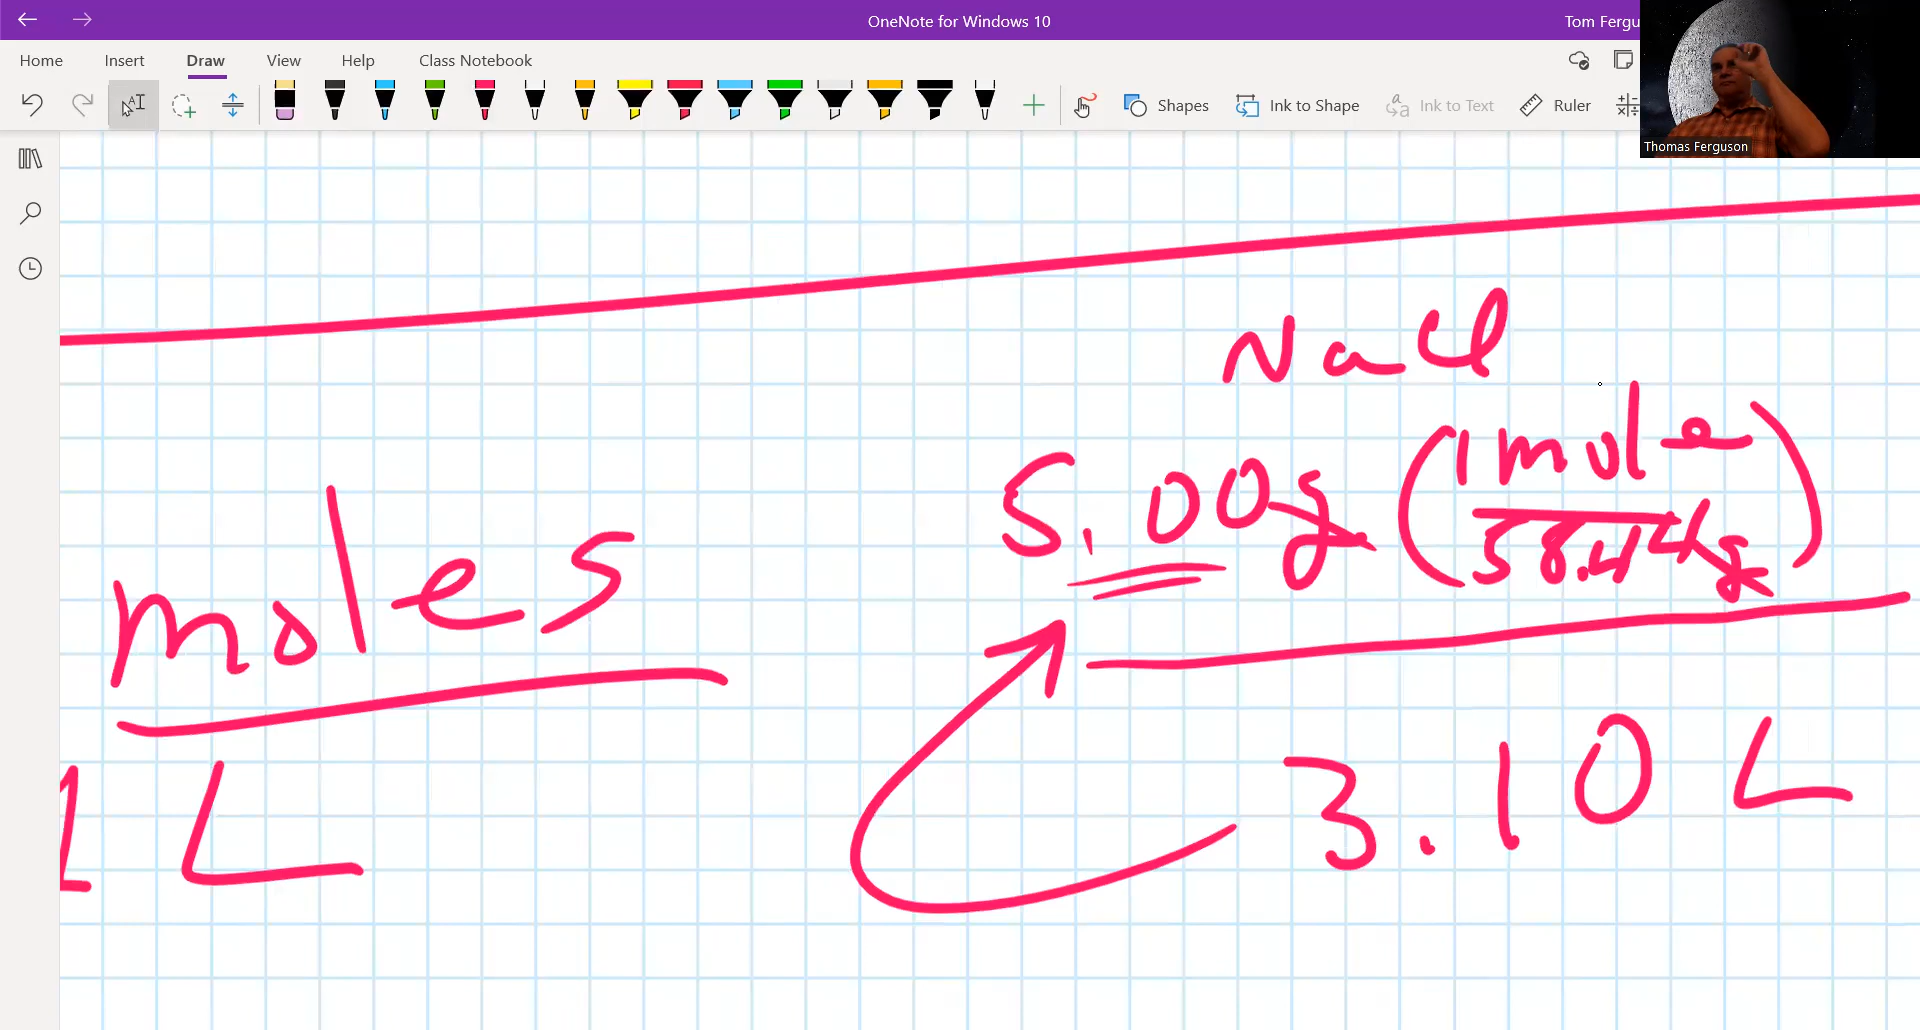 OneNote for Windows 10
Tom Fergu
Home Insert Draw View Help Class Notebook
Shapes Ink to Shape Ink to Text Ruler
Thomas Ferguson
NaCl
5.00g (1 mole / 58.44g)
moles
3.10 L
1 L